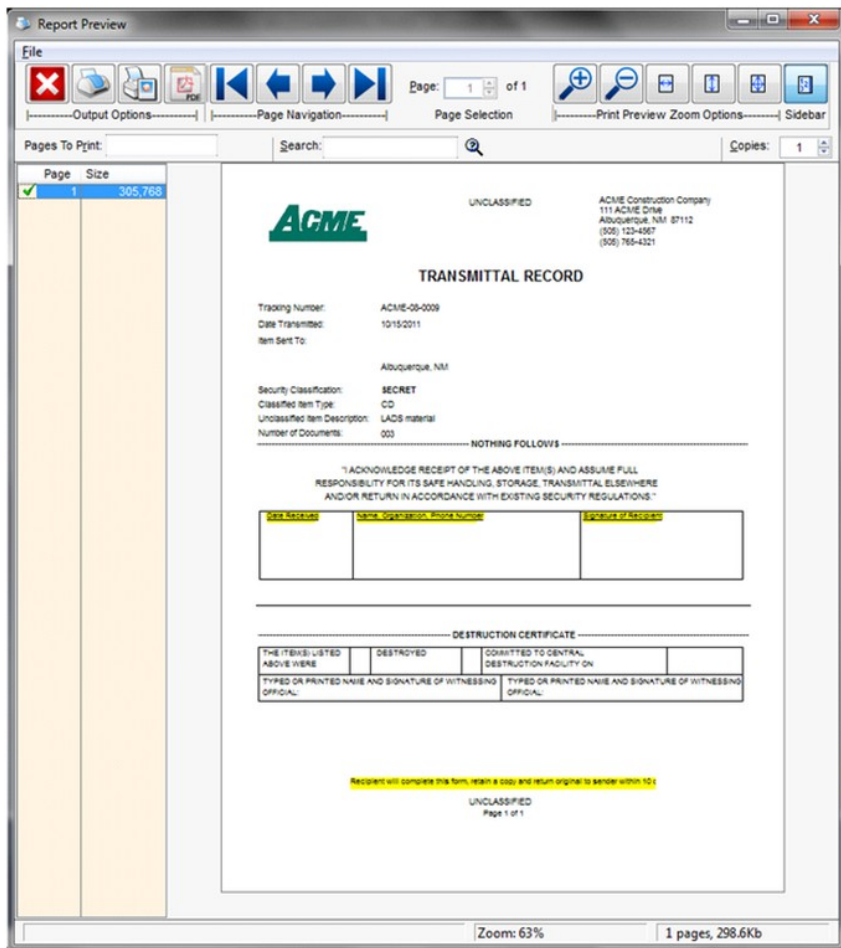 Report Preview
File
PDF
Page: 1 of 1
|----------Output Options----------| |----------Page Navigation----------| Page Selection |----------Print Preview Zoom Options----------| Sidebar
Pages To Print: Search: Copies: 1
Page Size
1 305,768
UNCLASSIFIED
ACME
ACME Construction Company
111 ACME Drive
Albuquerque, NM 87112
(505) 123-4567
(505) 765-4321
TRANSMITTAL RECORD
Tracking Number: ACME-08-0009
Date Transmitted: 10/15/2011
Item Sent To:
Albuquerque, NM
Security Classification: SECRET
Classified Item Type: CD
Unclassified Item Description: LADS material
Number of Documents: 003
NOTHING FOLLOWS
"I ACKNOWLEDGE RECEIPT OF THE ABOVE ITEM(S) AND ASSUME FULL
RESPONSIBILITY FOR ITS SAFE HANDLING, STORAGE, TRANSMITTAL ELSEWHERE
AND/OR RETURN IN ACCORDANCE WITH EXISTING SECURITY REGULATIONS."
Date Received Name, Organization, Phone Number Signature of Recipient
DESTRUCTION CERTIFICATE
THE ITEM(S) LISTED
ABOVE WERE
DESTROYED
COMMITTED TO CENTRAL
DESTRUCTION FACILITY ON
TYPED OR PRINTED NAME AND SIGNATURE OF WITNESSING
OFFICIAL:
TYPED OR PRINTED NAME AND SIGNATURE OF WITNESSING
OFFICIAL:
Recipient will complete this form, retain a copy and return original to sender within 10
UNCLASSIFIED
Page 1 of 1
Zoom: 63% 1 pages, 298.6Kb